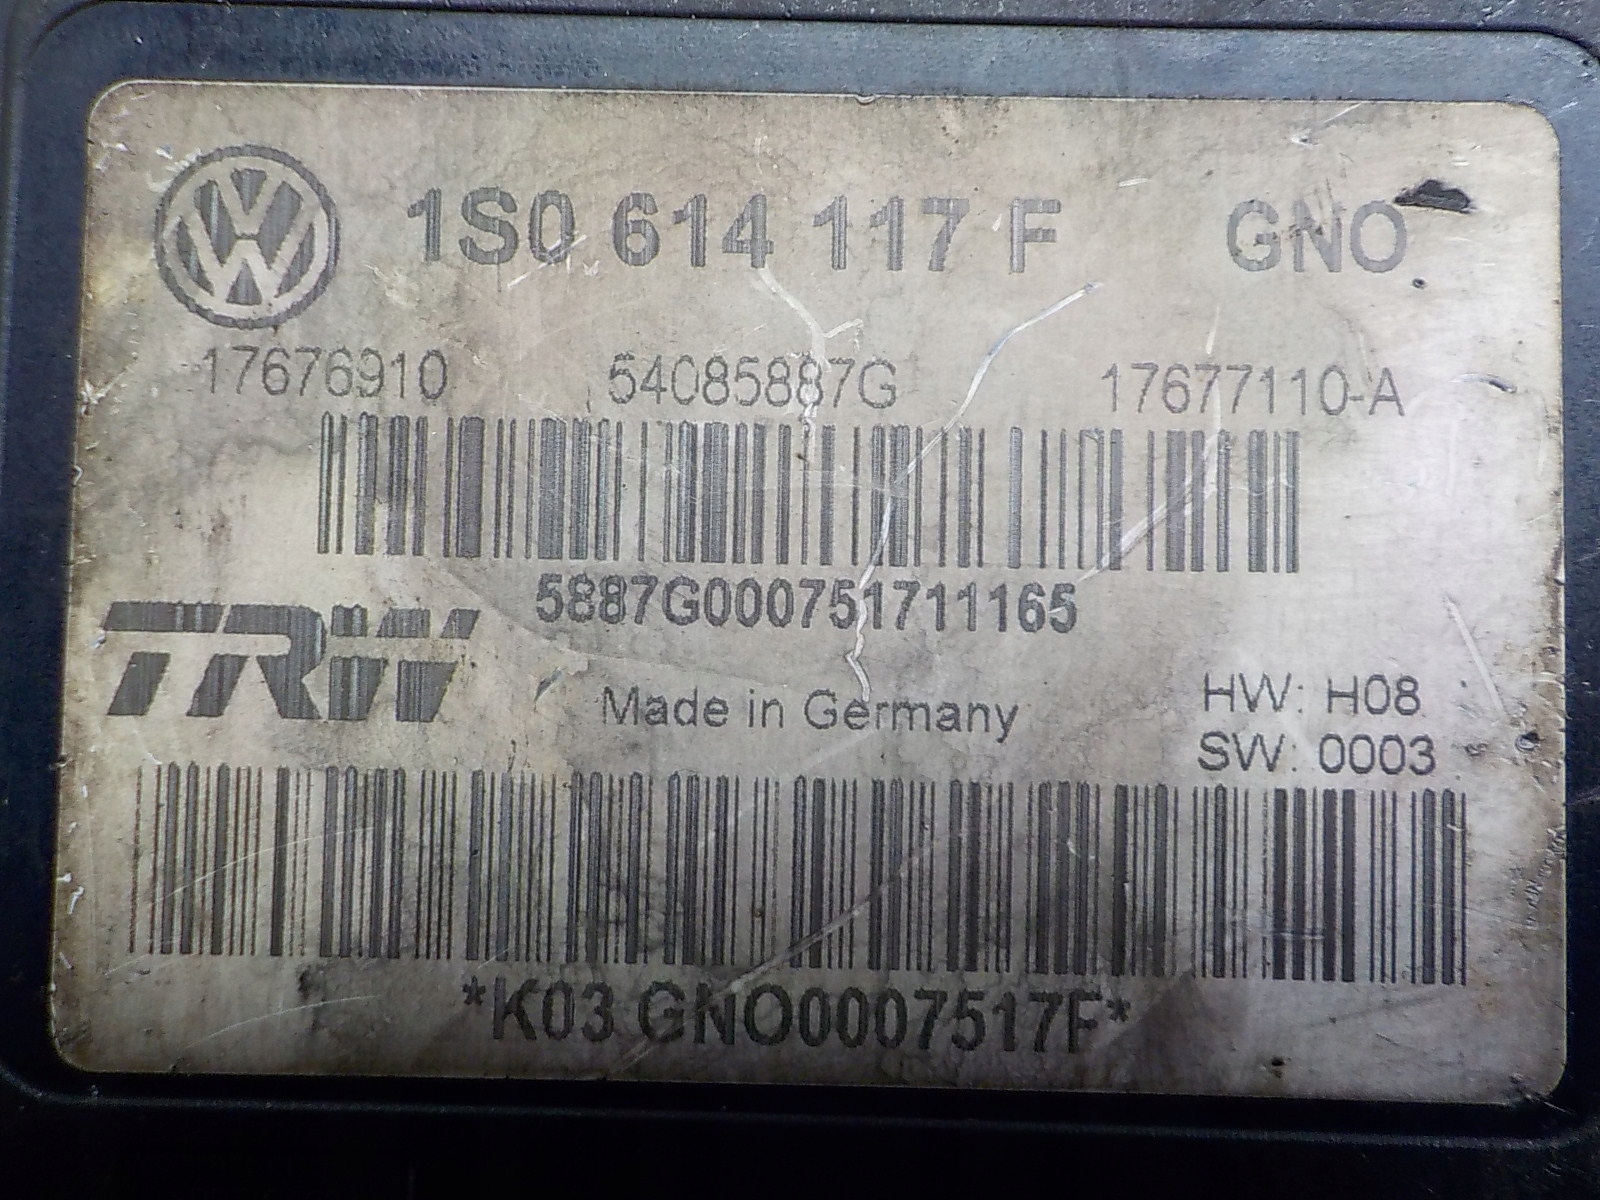 1S0 614 117 F GNO
17676910 54085887G 17677110-A
5887G000751711165
TRW
Made in Germany
HW: H08
SW: 0003
*K03 GNO0007517F*